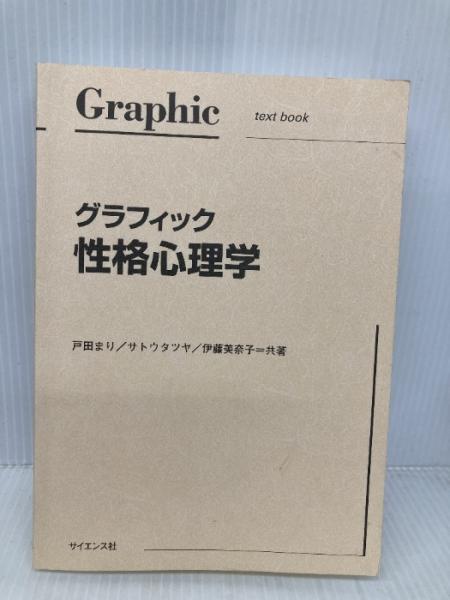 Graphic
text book
グラフィック
性格心理学
戸田まり／サトウタツヤ／伊藤美奈子＝共著
サイエンス社